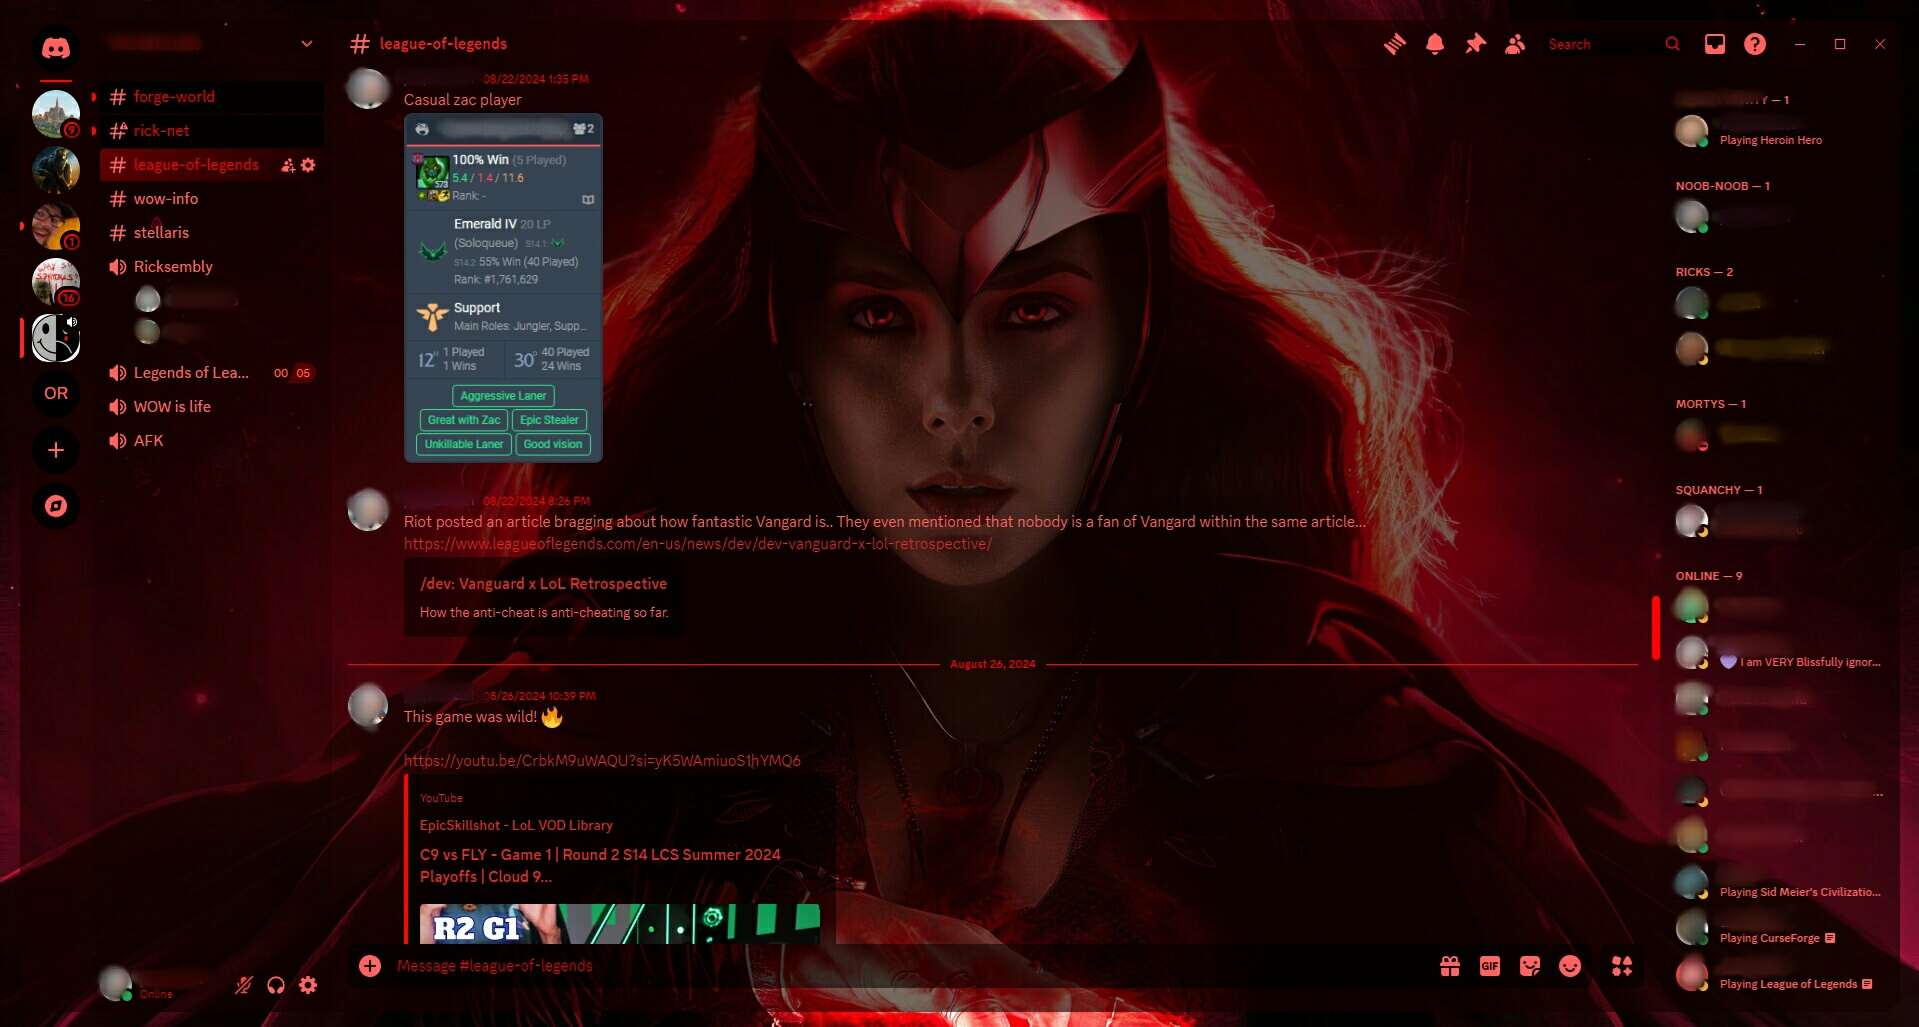 # league-of-legends
Search
9
1
16
OR
forge-world
rick-net
league-of-legends
wow-info
stellaris
Ricksembly
Legends of Lea... 00 05
WOW is life
AFK
Online
08/22/2024 1:35 PM
Casual zac player
2
100% Win (5 Played)
5.4 / 1.4 / 11.6
573
Rank: -
Emerald IV 20 LP
(Soloqueue) S14.1:
S14.2: 55% Win (40 Played)
Rank: #1,761,629
Support
Main Roles: Jungler, Supp...
12H 1 Played
1 Wins
30D 40 Played
24 Wins
Aggressive Laner
Great with Zac Epic Stealer
Unkillable Laner Good vision
08/22/2024 8:26 PM
Riot posted an article bragging about how fantastic Vangard is.. They even mentioned that nobody is a fan of Vangard within the same article...
https://www.leagueoflegends.com/en-us/news/dev/dev-vanguard-x-lol-retrospective/
/dev: Vanguard x LoL Retrospective
How the anti-cheat is anti-cheating so far.
August 26, 2024
08/26/2024 10:39 PM
This game was wild! 🔥
https://youtu.be/CrbkM9uWAQU?si=yK5WAmiuoS1hYMQ6
YouTube
EpicSkillshot - LoL VOD Library
C9 vs FLY - Game 1 | Round 2 S14 LCS Summer 2024
Playoffs | Cloud 9...
R2 G1
Message #league-of-legends
GIF
— 1
Playing Heroin Hero
NOOB-NOOB — 1
RICKS — 2
MORTYS — 1
SQUANCHY — 1
ONLINE — 9
💜 I am VERY Blissfully ignor...
...
Playing Sid Meier's Civilizatio...
Playing CurseForge
Playing League of Legends